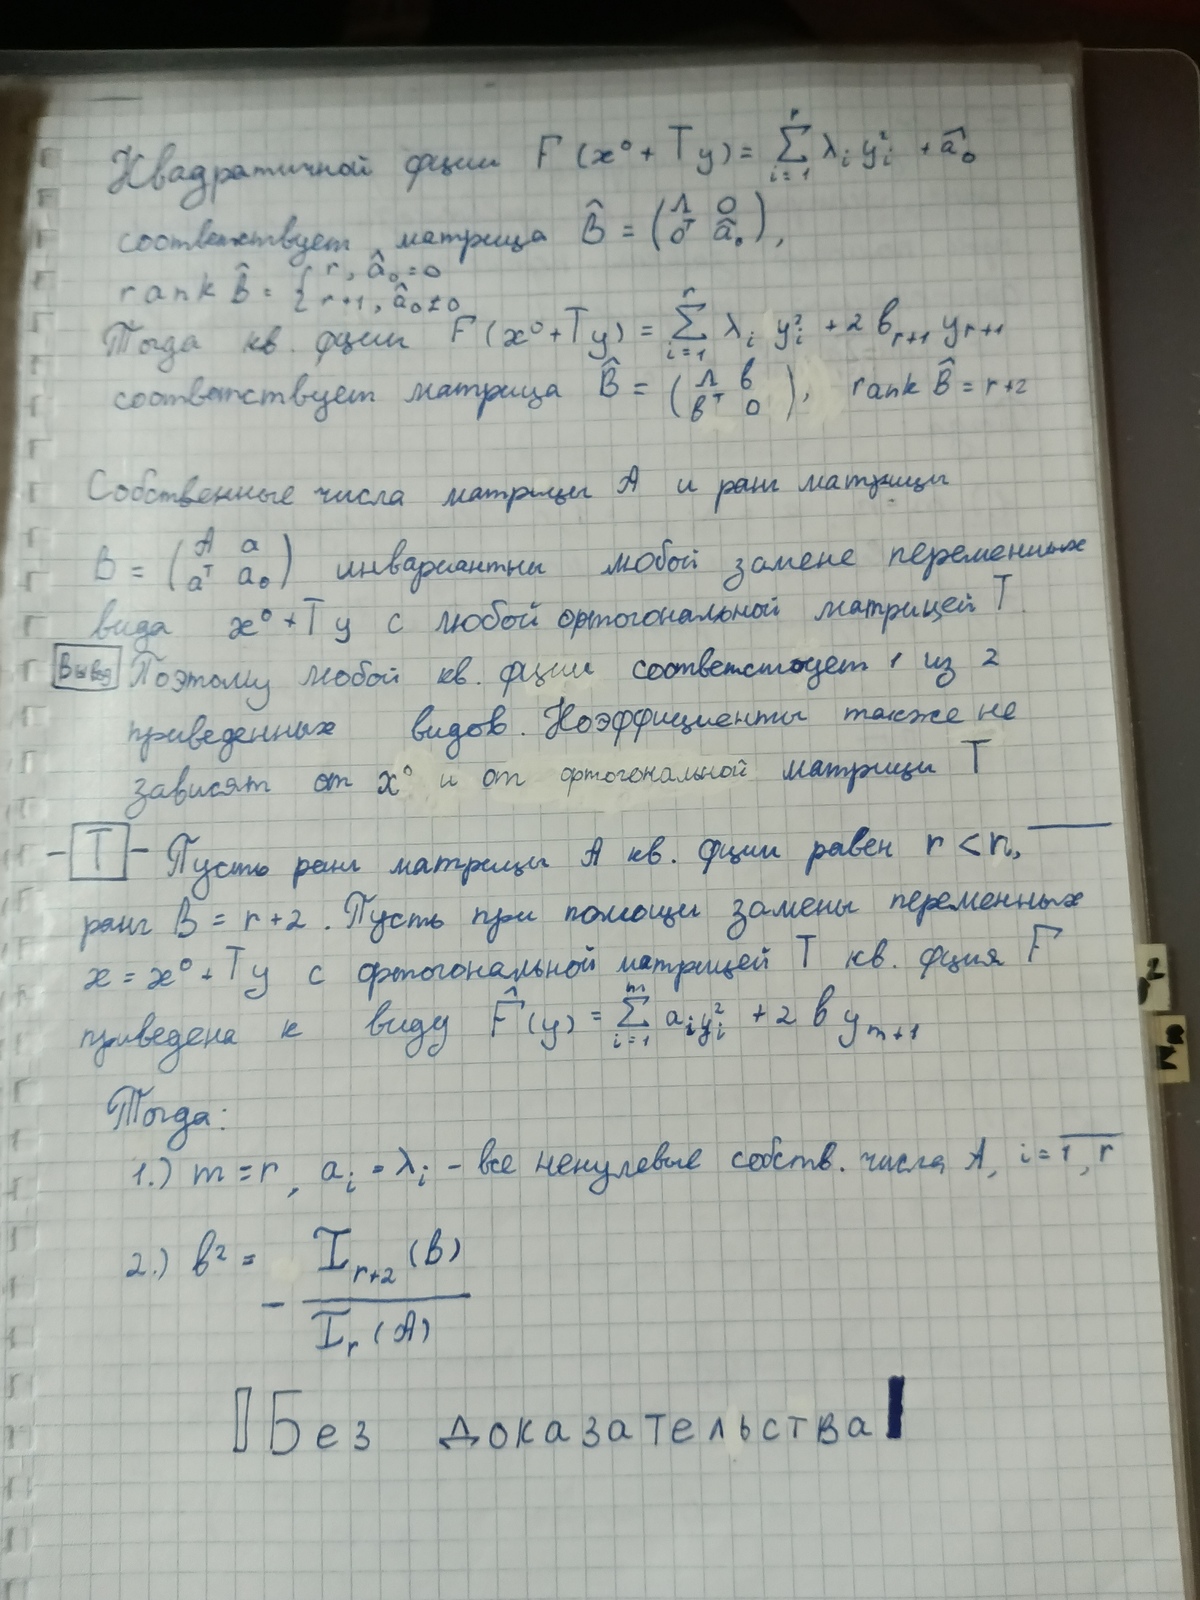 Квадратичной фции F(x⁰ + Ty) = Σ_{i=1}^{r} λᵢ yᵢ² + â₀
соответствует матрица B̂ = (Λ 0; 0ᵀ â₀),
rank B̂ = { r, â₀ = 0; r+1, â₀ ≠ 0
Тогда кв. фции F(x⁰ + Ty) = Σ_{i=1}^{r} λᵢ yᵢ² + 2 b_{r+1} y_{r+1}
соответствует матрица B̂ = (Λ b; bᵀ 0), rank B̂ = r+2
Собственные числа матрицы A и ранг матрицы
B = (A a; aᵀ a₀) инвариантны любой замене переменных
вида x⁰ + Ty с любой ортогональной матрицей T.
Вывод Поэтому любой кв. фции соответствует 1 из 2
приведенных видов. Коэффициенты также не
зависят от x⁰ и от ортогональной матрицы T
-T- Пусть ранг матрицы A кв. фции равен r < n,
ранг B = r+2. Пусть при помощи замены переменных
x = x⁰ + Ty с ортогональной матрицей T кв. фция F
приведена к виду F̂(y) = Σ_{i=1}^{m} aᵢ yᵢ² + 2 b y_{m+1}
Тогда:
1.) m = r, aᵢ = λᵢ - все ненулевые собств. числа A, i = 1, r
2.) b² = - I_{r+2}(B) / I_r(A)
[Без доказательства]